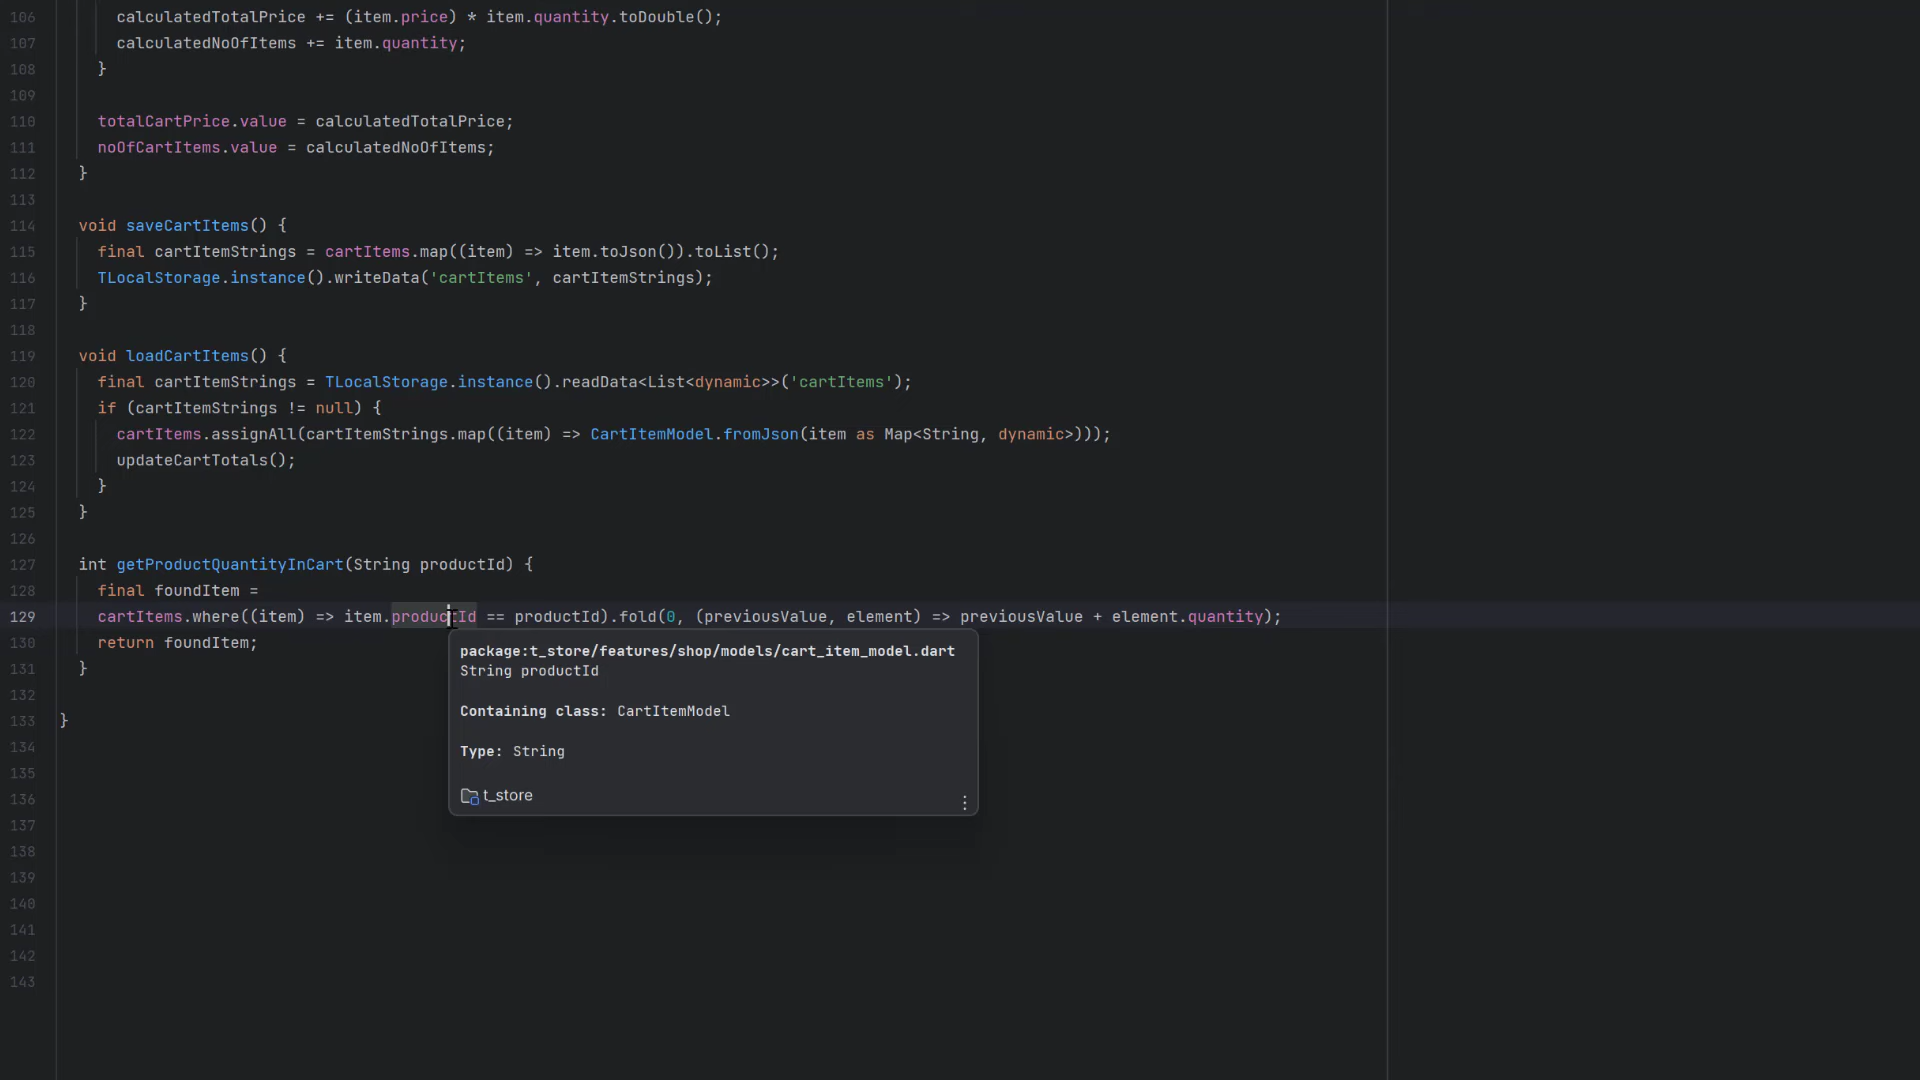 106 calculatedTotalPrice += (item.price) * item.quantity.toDouble();
107 calculatedNoOfItems += item.quantity;
108 }
109
110 totalCartPrice.value = calculatedTotalPrice;
111 noOfCartItems.value = calculatedNoOfItems;
112 }
113
114 void saveCartItems() {
115 final cartItemStrings = cartItems.map((item) => item.toJson()).toList();
116 TLocalStorage.instance().writeData('cartItems', cartItemStrings);
117 }
118
119 void loadCartItems() {
120 final cartItemStrings = TLocalStorage.instance().readData<List<dynamic>>('cartItems');
121 if (cartItemStrings != null) {
122 cartItems.assignAll(cartItemStrings.map((item) => CartItemModel.fromJson(item as Map<String, dynamic>)));
123 updateCartTotals();
124 }
125 }
126
127 int getProductQuantityInCart(String productId) {
128 final foundItem =
129 cartItems.where((item) => item.productId == productId).fold(0, (previousValue, element) => previousValue + element.quantity);
130 return foundItem;
131 }
132
133 }
134
135
136
137
138
139
140
141
142
143
package:t_store/features/shop/models/cart_item_model.dart
String productId
Containing class: CartItemModel
Type: String
t_store